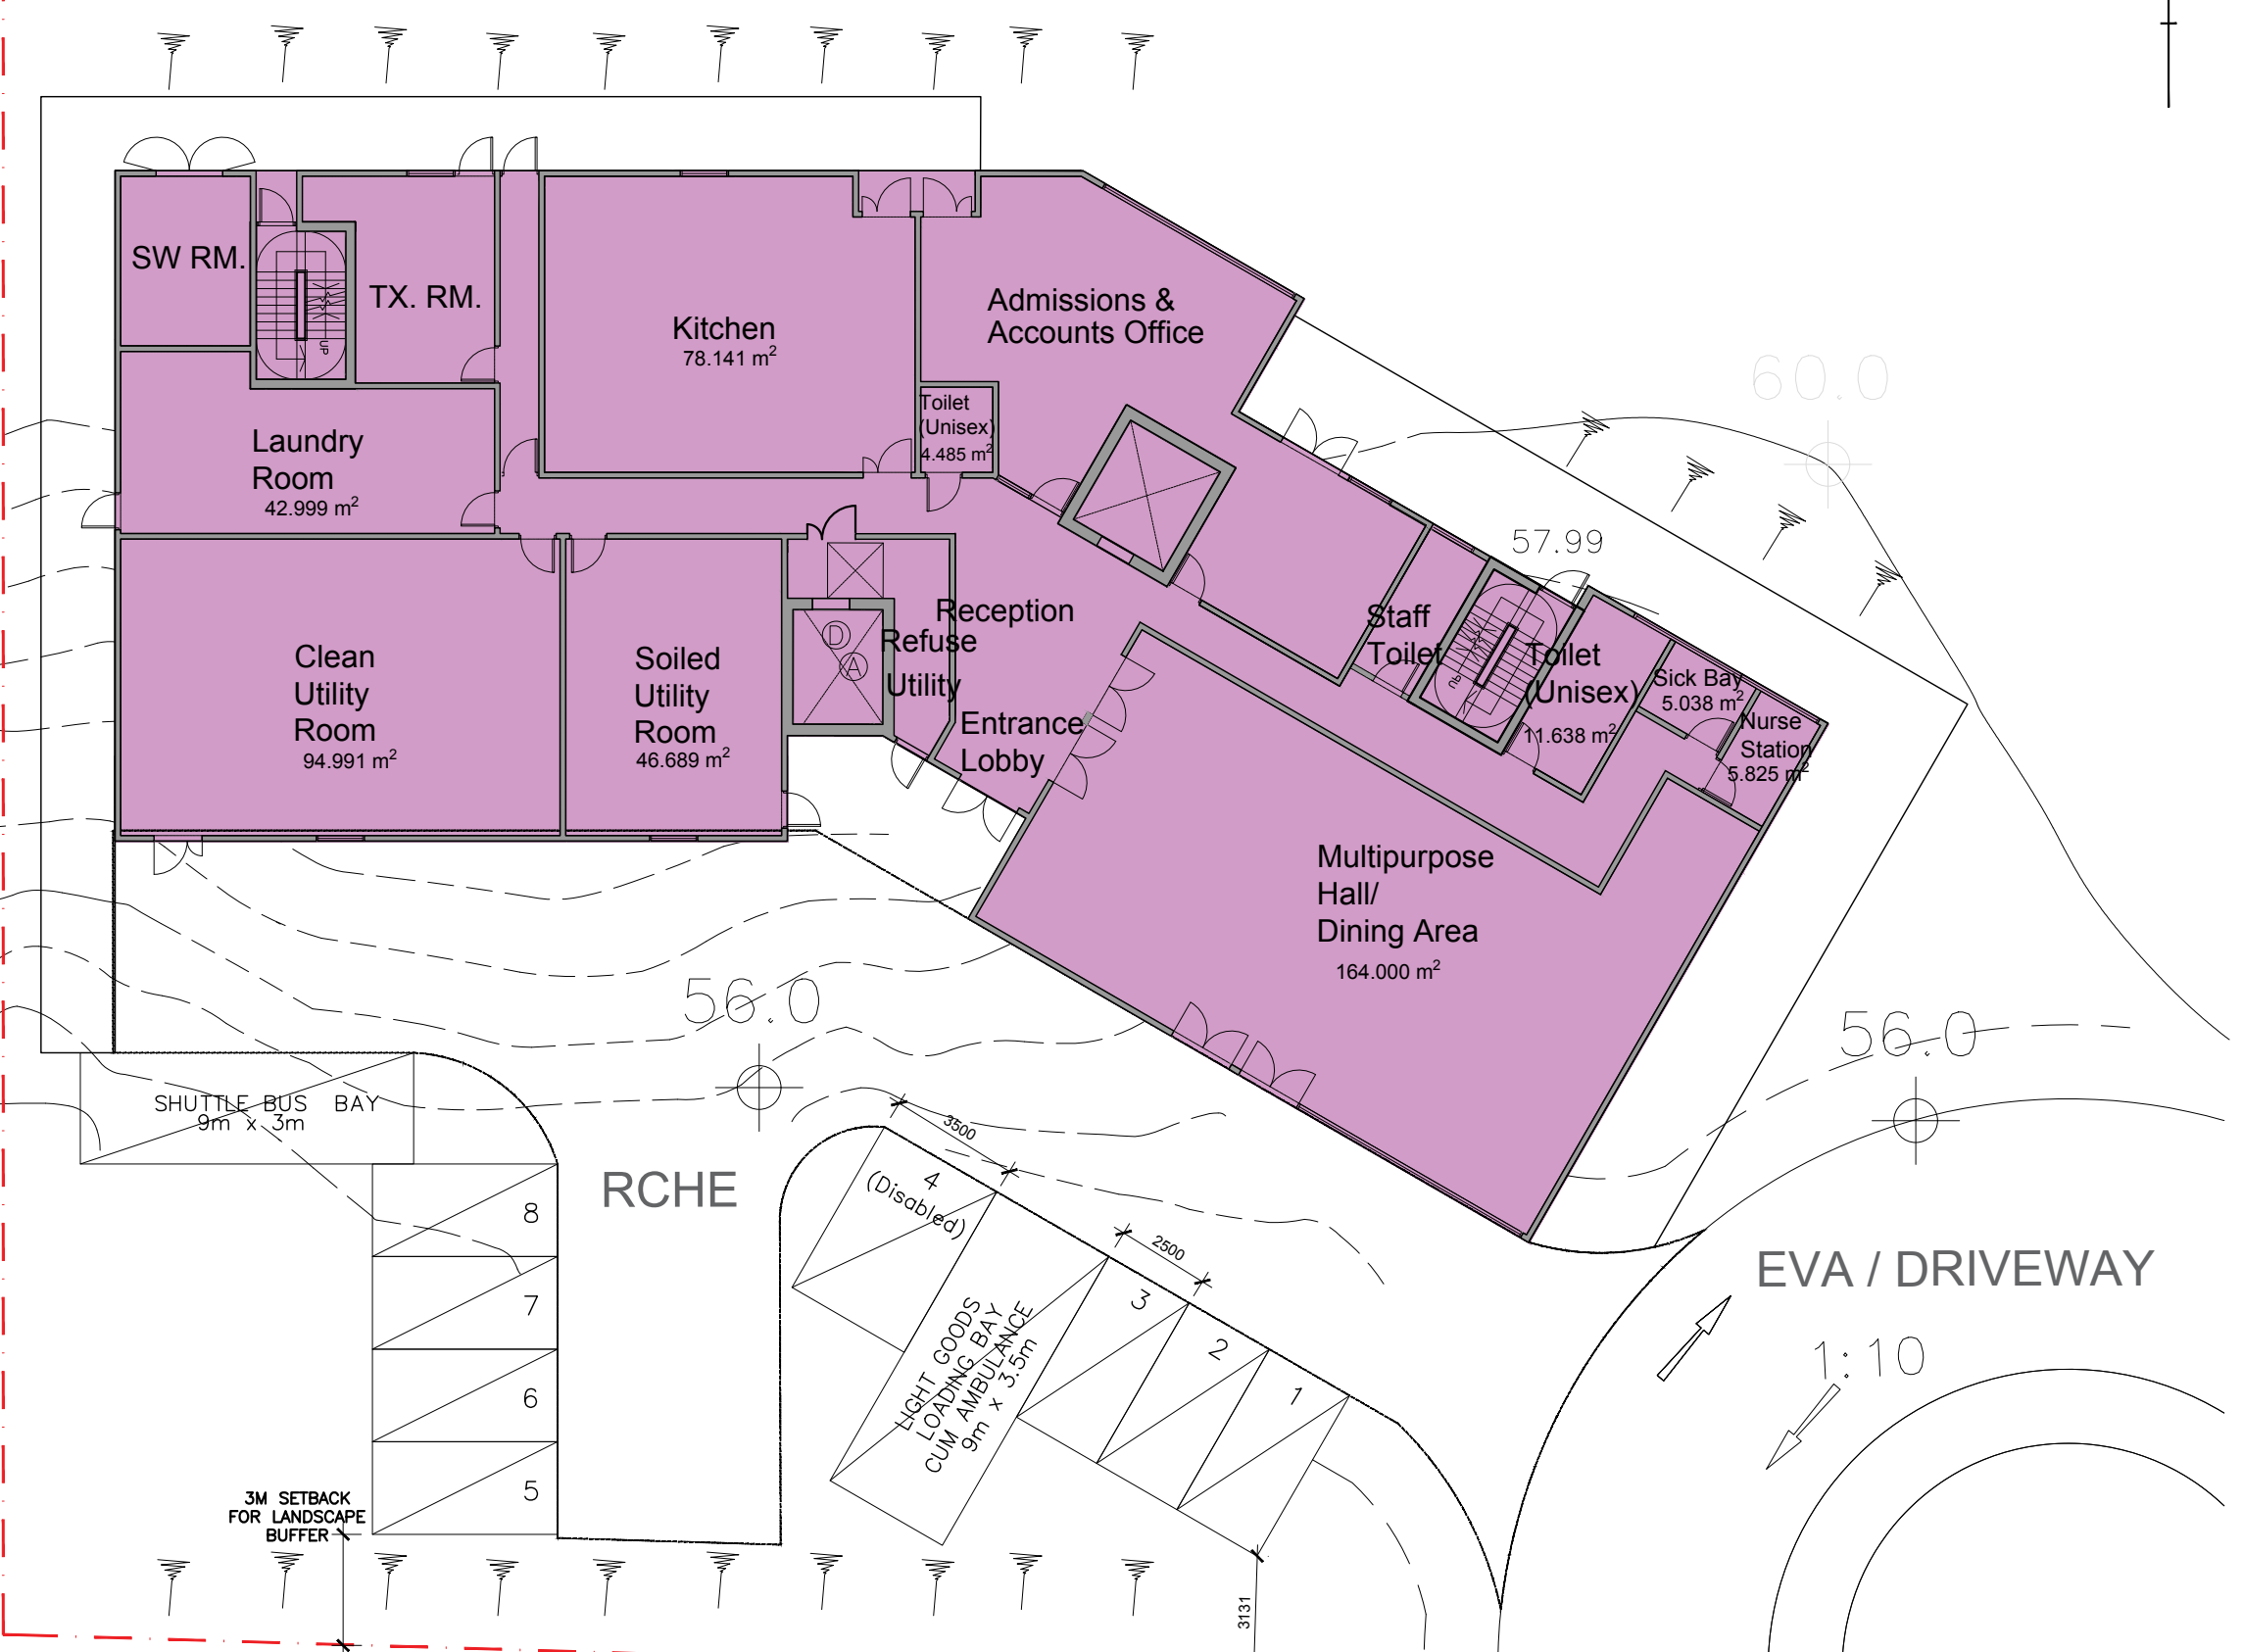 SW RM.
UP
TX. RM.
Kitchen
78.141 m²
Admissions &
Accounts Office
Toilet
(Unisex)
4.485 m²
60.0
Laundry
Room
42.999 m²
57.99
Clean
Utility
Room
94.991 m²
Soiled
Utility
Room
46.689 m²
D
A
Reception
Refuse
Utility
Entrance
Lobby
Staff
Toilet
UP
Toilet
(Unisex)
11.638 m²
Sick Bay
5.038 m²
Nurse
Station
5.825 m²
Multipurpose
Hall/
Dining Area
164.000 m²
56.0
56.0
SHUTTLE BUS BAY
9m x 3m
RCHE
3500
4
(Disabled)
2500
LIGHT GOODS
LOADING BAY
CUM AMBULANCE
9m x 3.5m
3
2
1
8
7
6
5
EVA / DRIVEWAY
1:10
3M SETBACK
FOR LANDSCAPE
BUFFER
3131